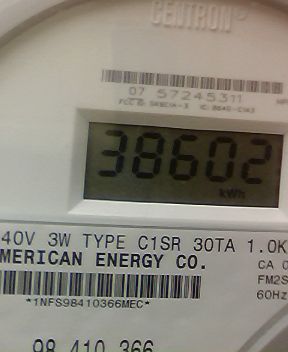 CENTRON®
07 57245311
38602
kWh
40V 3W TYPE C1SR 30TA 1.0K
MERICAN ENERGY CO.
CA 0
FM2S
*1NFS98410366MEC*
60Hz
98 410 366